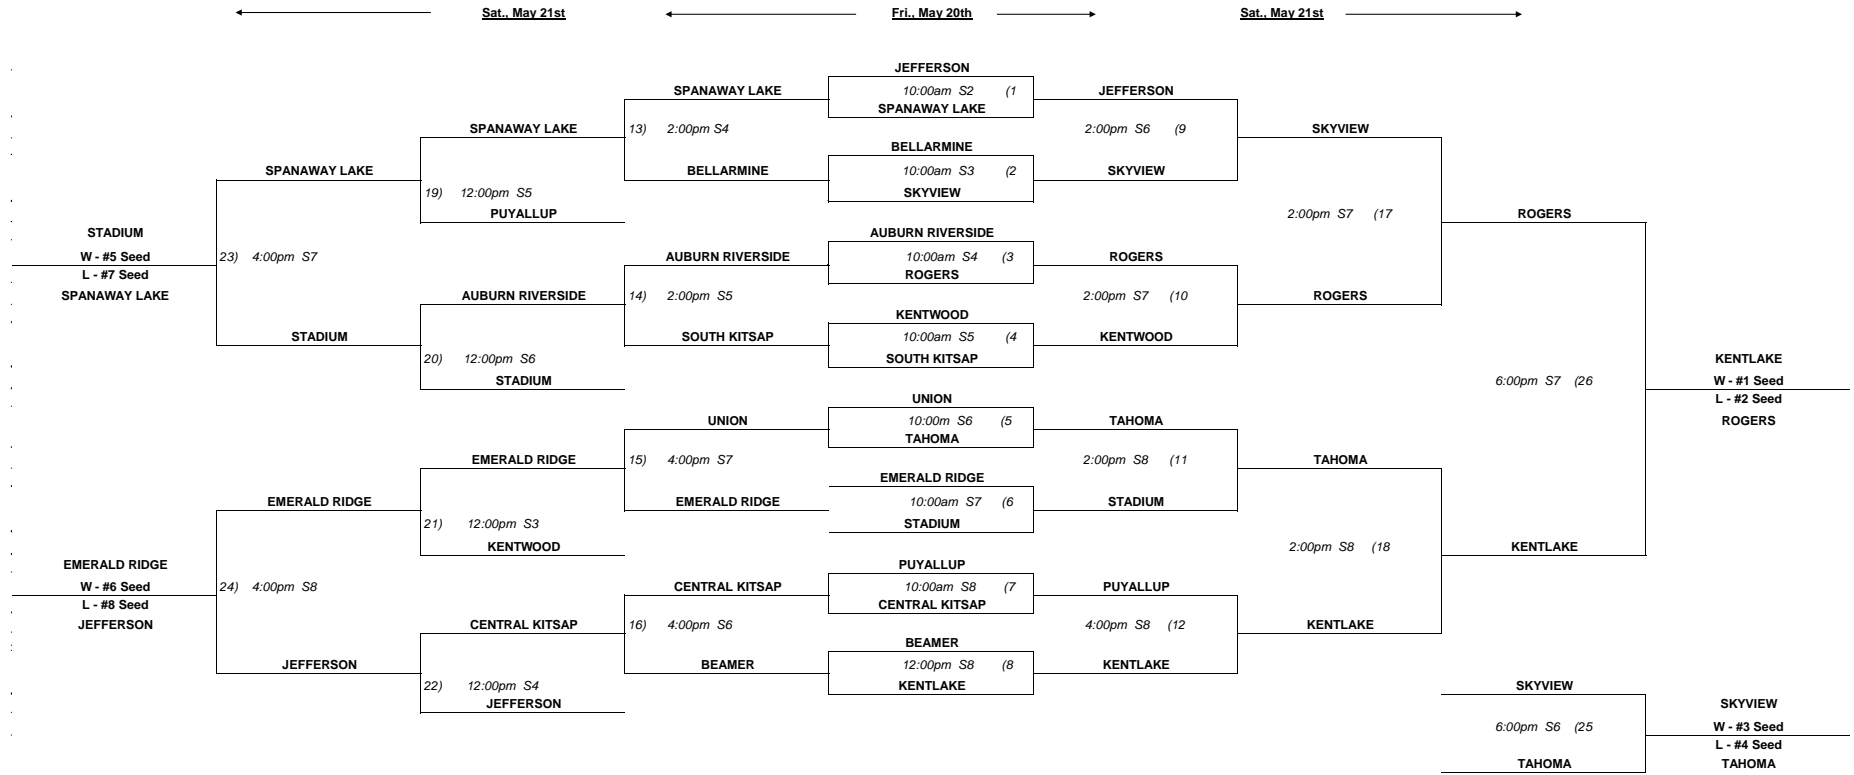 Sat., May 21st Fri., May 20th Sat., May 21st
JEFFERSON
SPANAWAY LAKE 10:00am S2 (1 JEFFERSON
SPANAWAY LAKE
SPANAWAY LAKE 13) 2:00pm S4 2:00pm S6 (9 SKYVIEW
BELLARMINE
SPANAWAY LAKE BELLARMINE 10:00am S3 (2 SKYVIEW
19) 12:00pm S5 SKYVIEW
PUYALLUP 2:00pm S7 (17 ROGERS
STADIUM AUBURN RIVERSIDE
W - #5 Seed 23) 4:00pm S7 AUBURN RIVERSIDE 10:00am S4 (3 ROGERS
L - #7 Seed ROGERS
SPANAWAY LAKE AUBURN RIVERSIDE 14) 2:00pm S5 2:00pm S7 (10 ROGERS
KENTWOOD
STADIUM SOUTH KITSAP 10:00am S5 (4 KENTWOOD
20) 12:00pm S6 SOUTH KITSAP KENTLAKE
STADIUM 6:00pm S7 (26 W - #1 Seed
UNION L - #2 Seed
UNION 10:00m S6 (5 TAHOMA ROGERS
TAHOMA
EMERALD RIDGE 15) 4:00pm S7 2:00pm S8 (11 TAHOMA
EMERALD RIDGE
EMERALD RIDGE EMERALD RIDGE 10:00am S7 (6 STADIUM
21) 12:00pm S3 STADIUM
KENTWOOD 2:00pm S8 (18 KENTLAKE
EMERALD RIDGE PUYALLUP
W - #6 Seed 24) 4:00pm S8 CENTRAL KITSAP 10:00am S8 (7 PUYALLUP
L - #8 Seed CENTRAL KITSAP
JEFFERSON CENTRAL KITSAP 16) 4:00pm S6 4:00pm S8 (12 KENTLAKE
BEAMER
JEFFERSON BEAMER 12:00pm S8 (8 KENTLAKE
22) 12:00pm S4 KENTLAKE SKYVIEW
JEFFERSON SKYVIEW
6:00pm S6 (25 W - #3 Seed
L - #4 Seed
TAHOMA TAHOMA